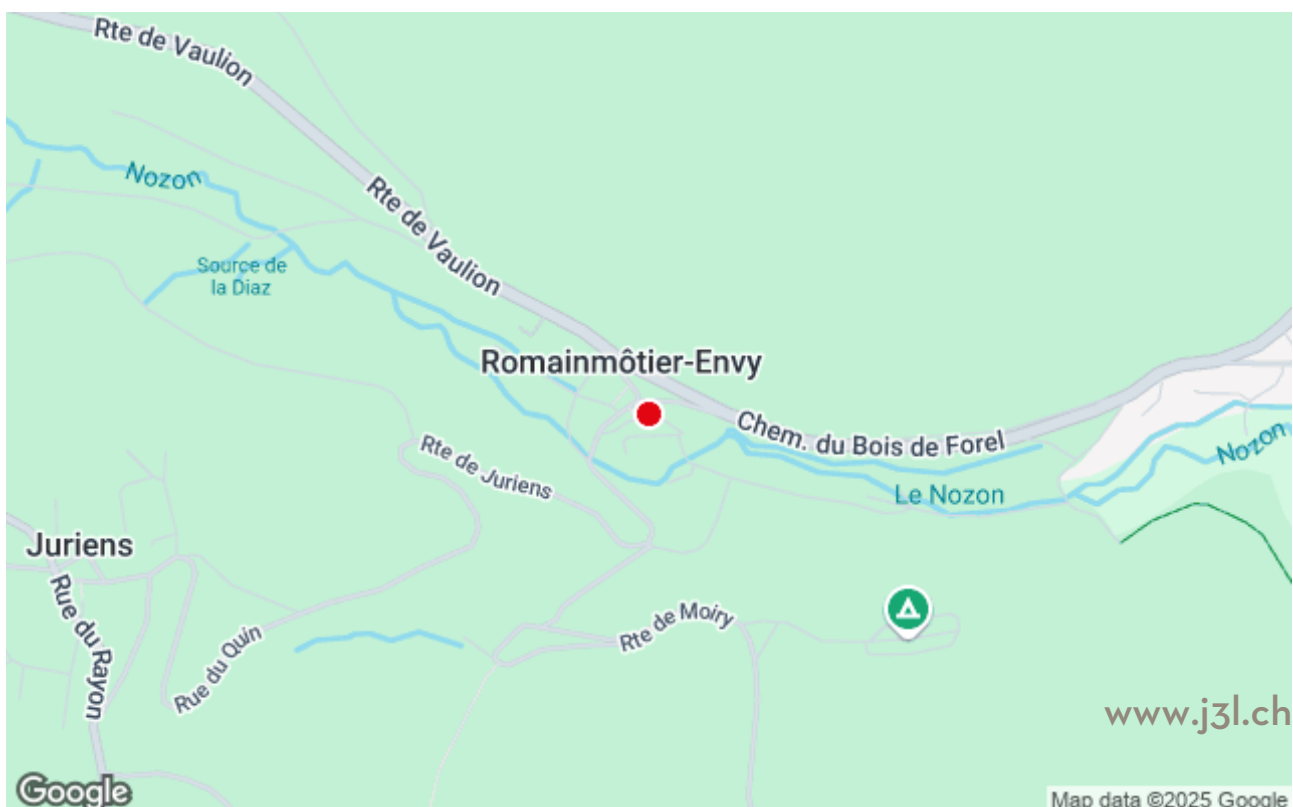 Rte de Vaulion
Nozon
Rte de Vaulion
Source de
la Diaz
Romainmôtier-Envy
Chem. du Bois de Forel
Nozon
Rte de Juriens
Le Nozon
Juriens
Rue du Rayon
Rue du Quin
Rte de Moiry
www.j3l.ch
Google
Map data ©2025 Google